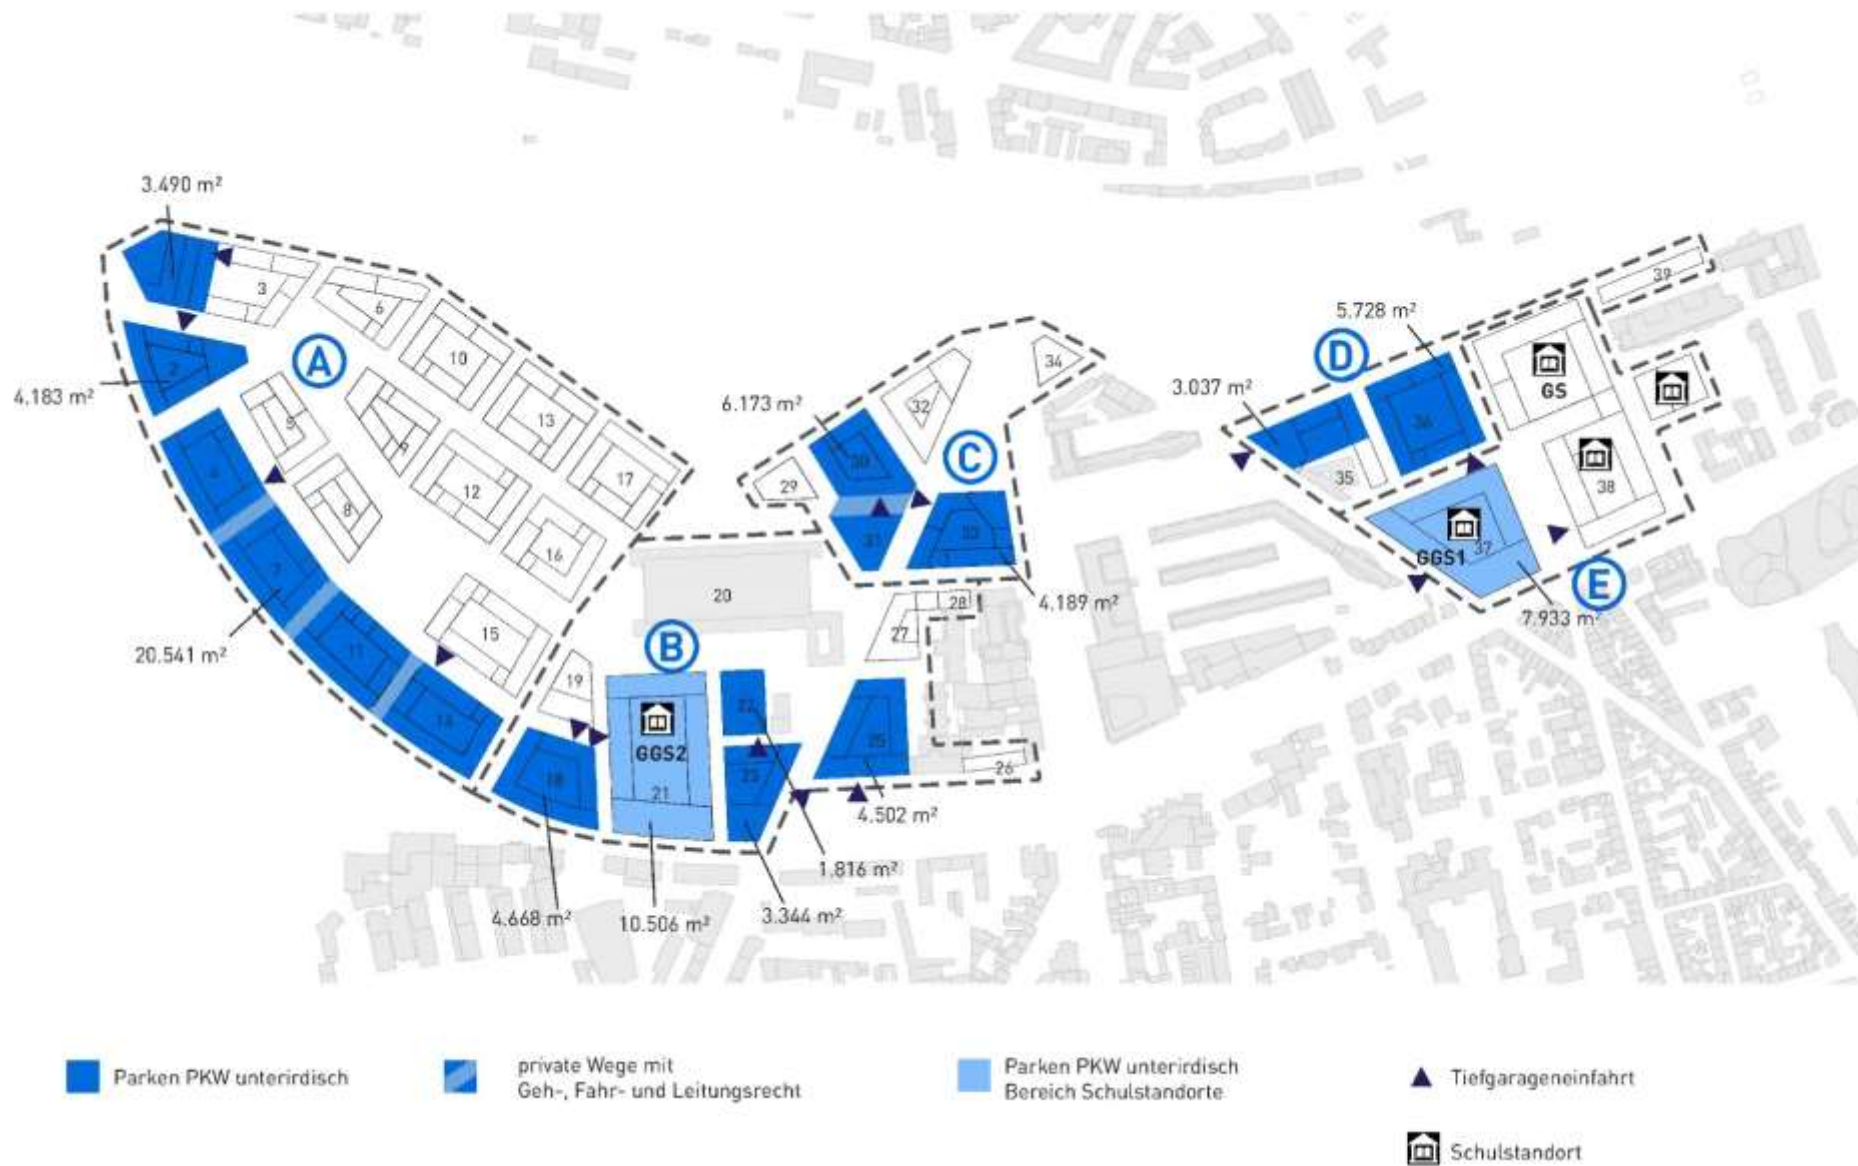 3.490 m²
3
6
A
10
2
4.183 m²
5
9
13
17
4
8
12
16
7
20.541 m²
11
15
14
19
18
B
20
GGS2
21
22
23
25
26
27
28
4.668 m²
10.506 m²
3.344 m²
1.816 m²
4.502 m²
6.173 m²
29
30
31
32
C
33
34
4.189 m²
D
5.728 m²
3.037 m²
35
36
GS
39
38
GGS1
37
E
7.933 m²
Parken PKW unterirdisch
private Wege mit
Geh-, Fahr- und Leitungsrecht
Parken PKW unterirdisch
Bereich Schulstandorte
Tiefgarageneinfahrt
Schulstandort